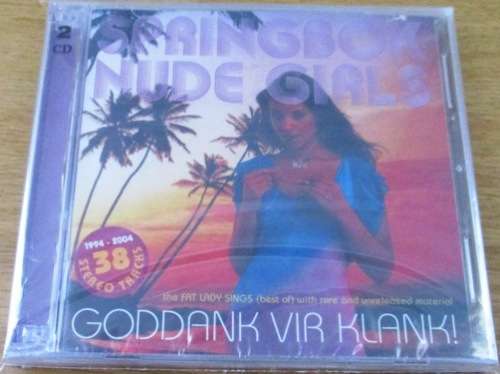 2
CD
SPRINGBOK
NUDE GIRLS
1994 - 2004
38
STEREO TRACKS
the FAT LADY SINGS (best of) with rare and unreleased material
GODDANK VIR KLANK!